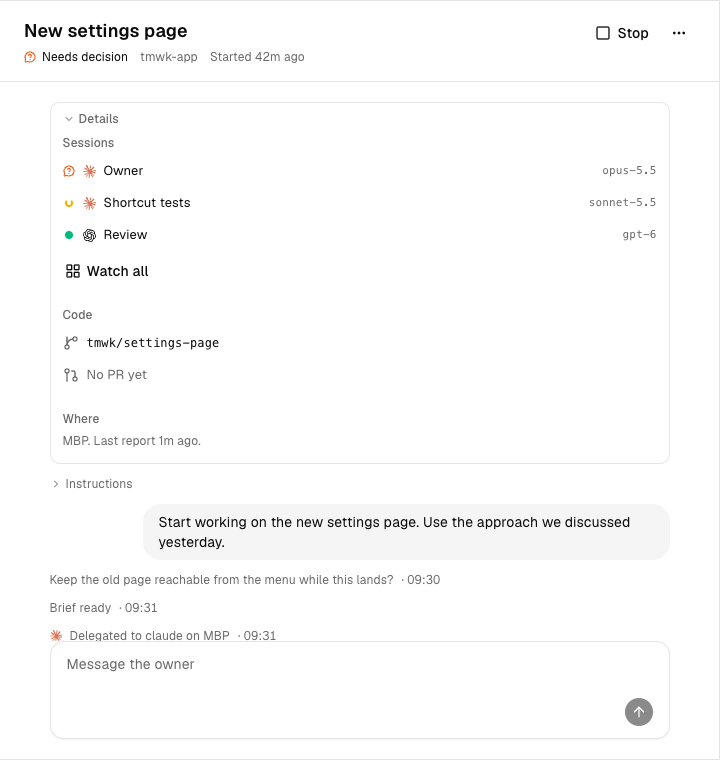 New settings page
Stop
Needs decision tmwk-app Started 42m ago
Details
Sessions
Owner opus-5.5
Shortcut tests sonnet-5.5
Review gpt-6
Watch all
Code
tmwk/settings-page
No PR yet
Where
MBP. Last report 1m ago.
Instructions
Start working on the new settings page. Use the approach we discussed
yesterday.
Keep the old page reachable from the menu while this lands? · 09:30
Brief ready · 09:31
Delegated to claude on MBP · 09:31
Message the owner